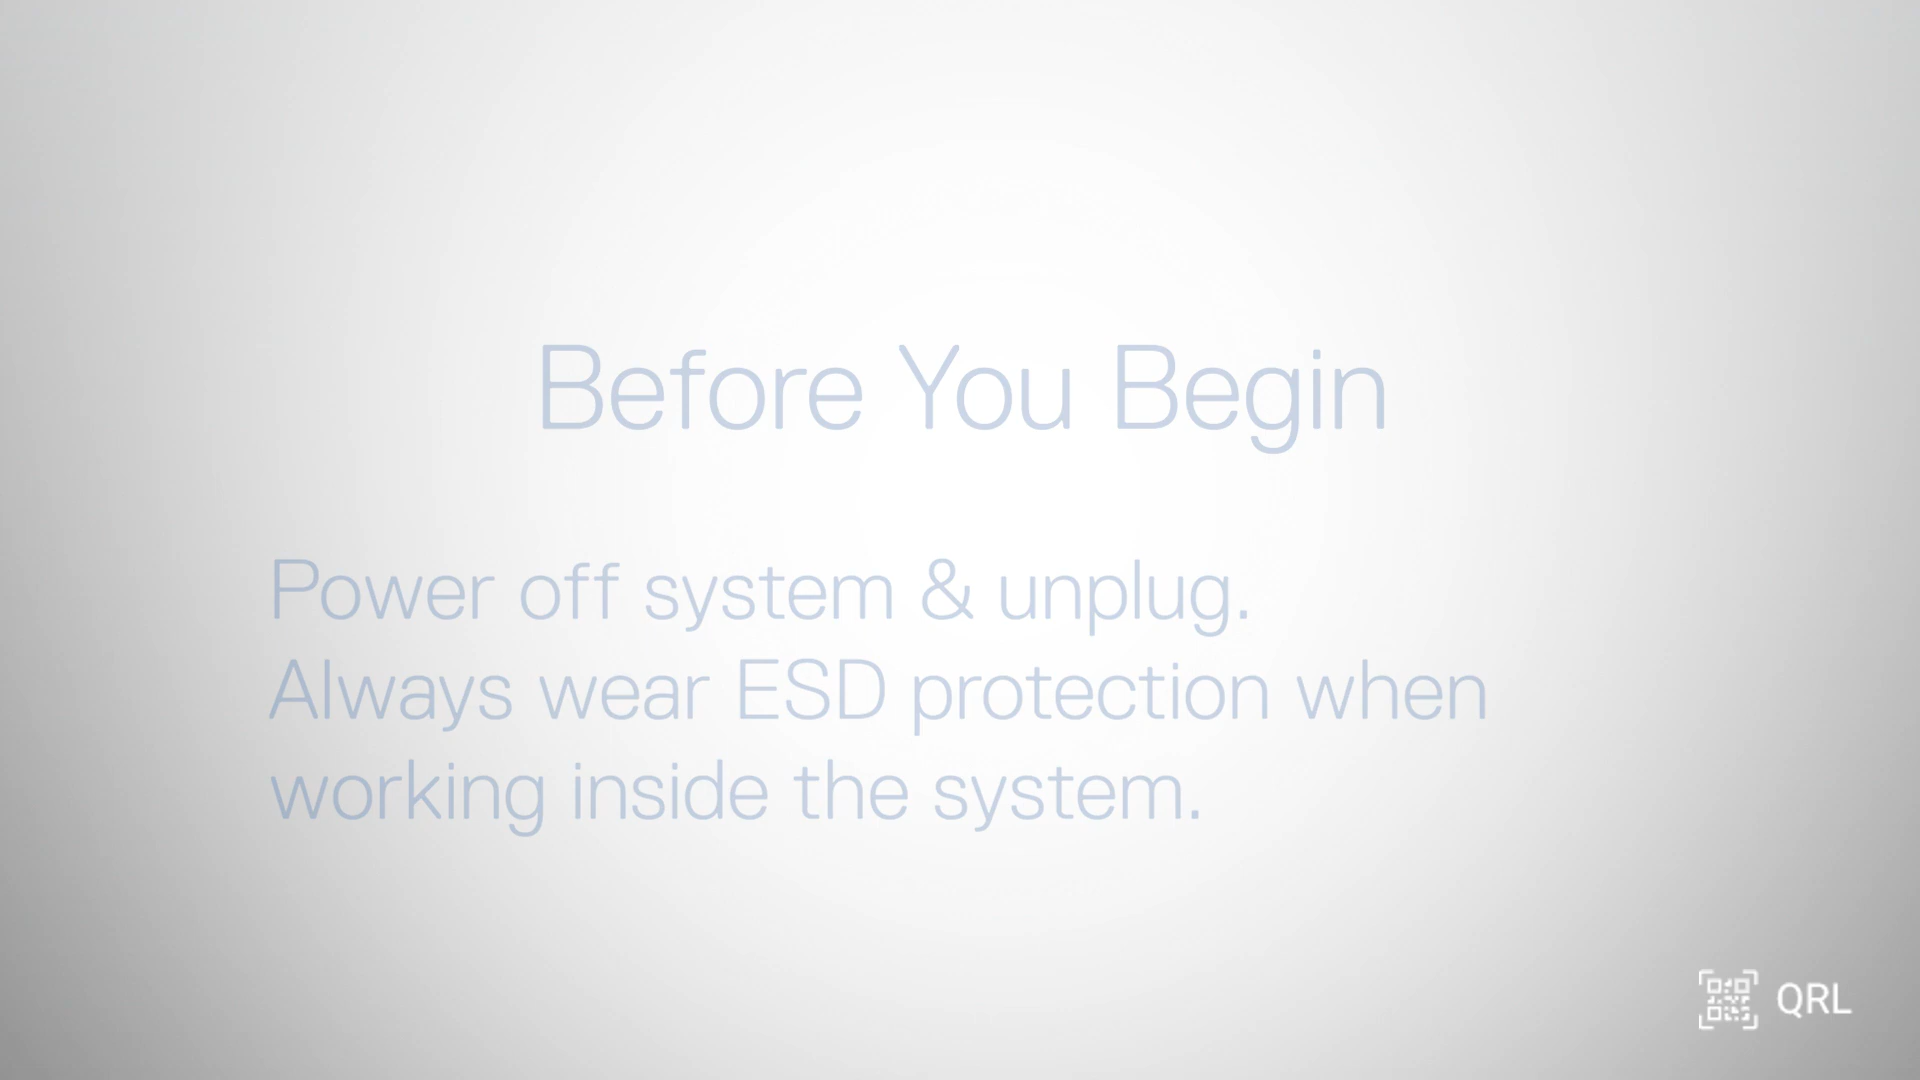 Before You Begin
Power off system & unplug.
Always wear ESD protection when
working inside the system.
QRL